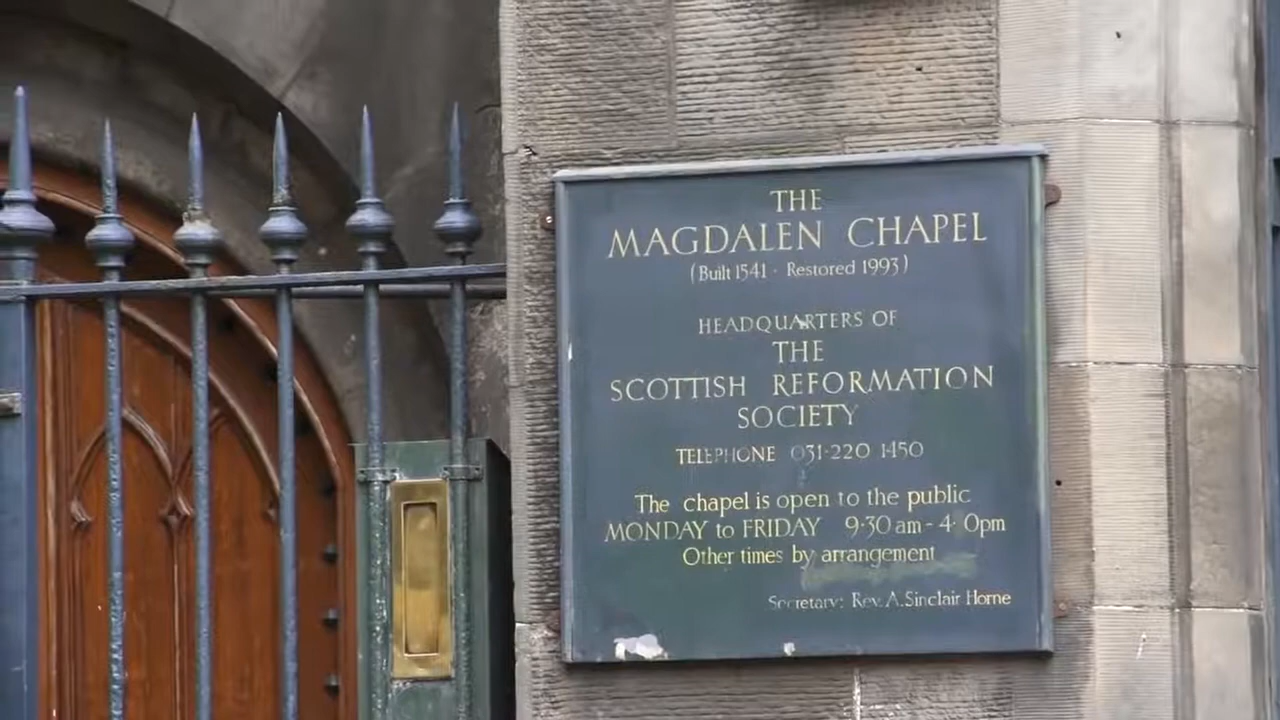 THE
MAGDALEN CHAPEL
(Built 1541 · Restored 1993)
HEADQUARTERS OF
THE
SCOTTISH REFORMATION
SOCIETY
TELEPHONE 031·220 1450
The chapel is open to the public
MONDAY to FRIDAY 9·30 am - 4·0pm
Other times by arrangement
Secretary: Rev. A. Sinclair Horne